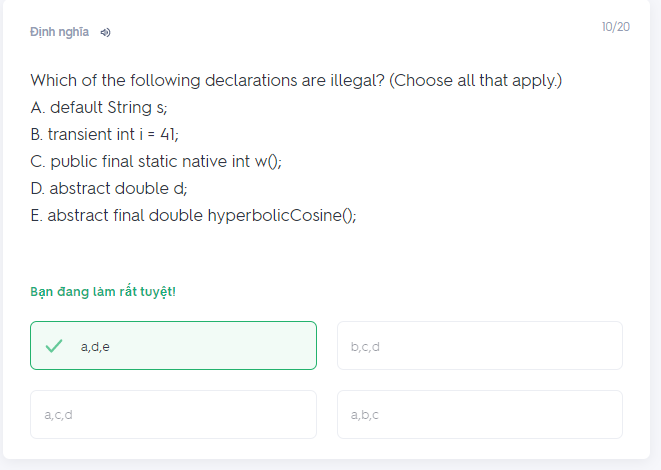 Định nghĩa
10/20
Which of the following declarations are illegal? (Choose all that apply.)
A. default String s;
B. transient int i = 41;
C. public final static native int w();
D. abstract double d;
E. abstract final double hyperbolicCosine();
Bạn đang làm rất tuyệt!
a,d,e
b,c,d
a,c,d
a,b,c